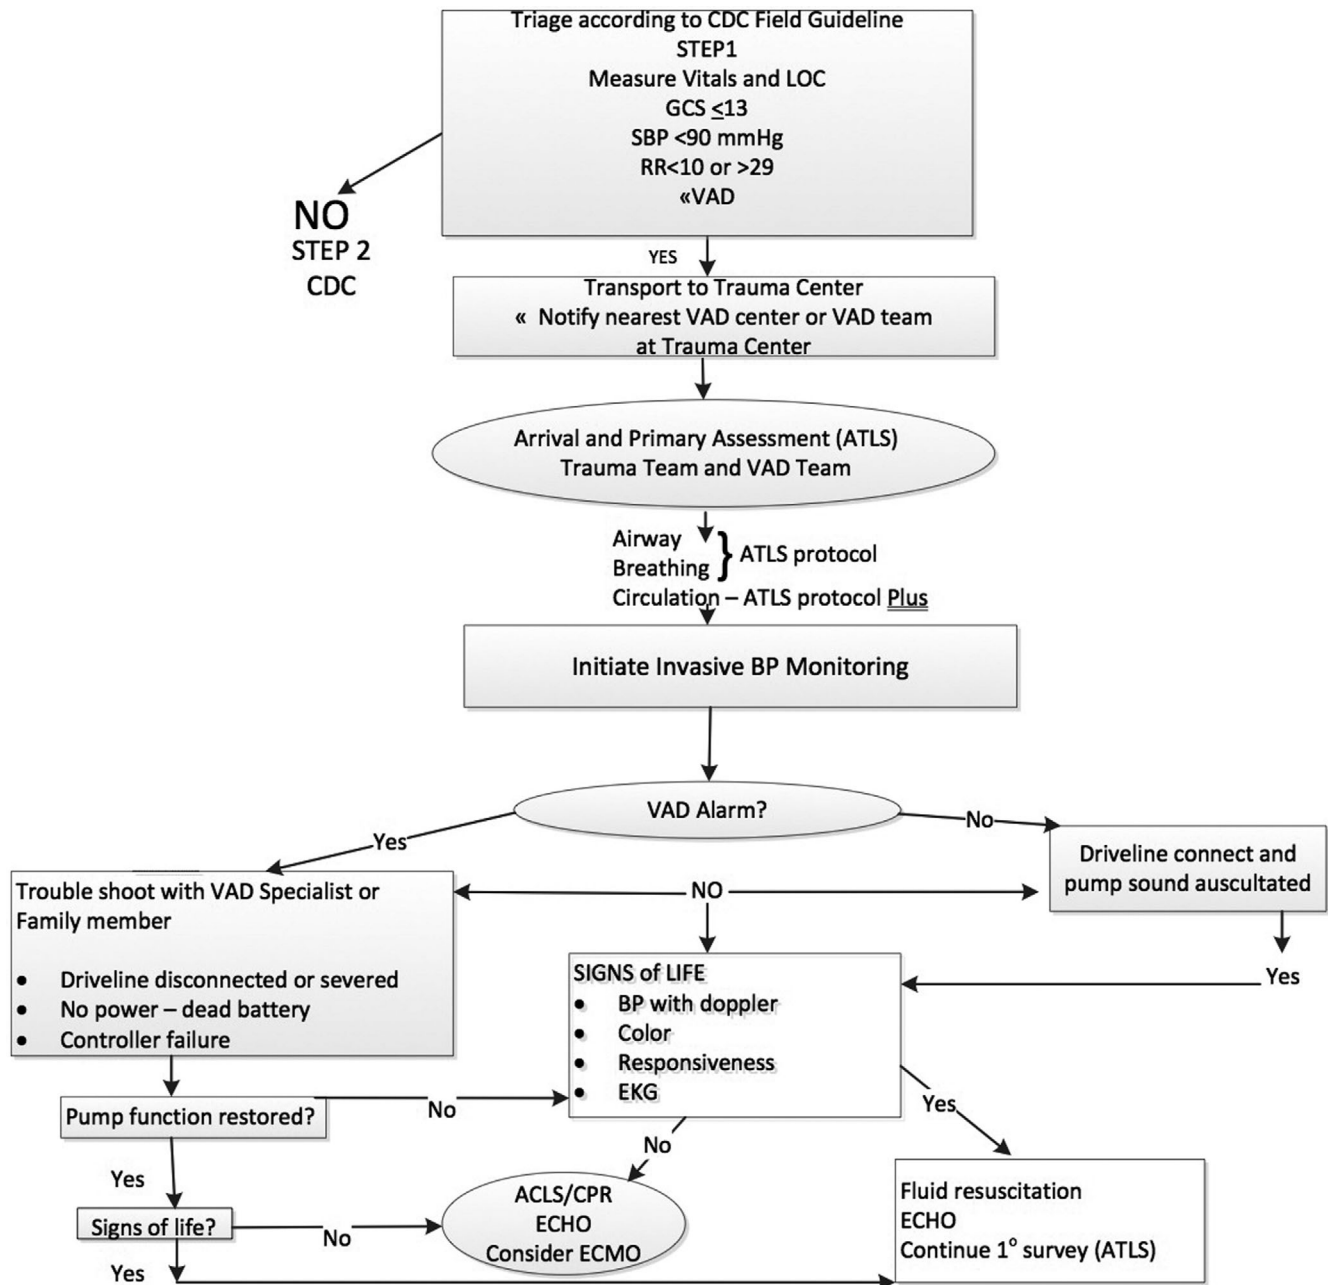 Triage according to CDC Field Guideline
STEP1
Measure Vitals and LOC
GCS ≤13
SBP <90 mmHg
RR<10 or >29
«VAD
NO
STEP 2
CDC
YES
Transport to Trauma Center
« Notify nearest VAD center or VAD team
at Trauma Center
Arrival and Primary Assessment (ATLS)
Trauma Team and VAD Team
Airway
Breathing
} ATLS protocol
Circulation – ATLS protocol Plus
Initiate Invasive BP Monitoring
VAD Alarm?
Yes
No
Trouble shoot with VAD Specialist or
Family member
• Driveline disconnected or severed
• No power – dead battery
• Controller failure
NO
Driveline connect and
pump sound auscultated
Yes
SIGNS of LIFE
• BP with doppler
• Color
• Responsiveness
• EKG
Pump function restored?
No
Yes
No
Yes
Signs of life?
No
Yes
ACLS/CPR
ECHO
Consider ECMO
Fluid resuscitation
ECHO
Continue 1° survey (ATLS)